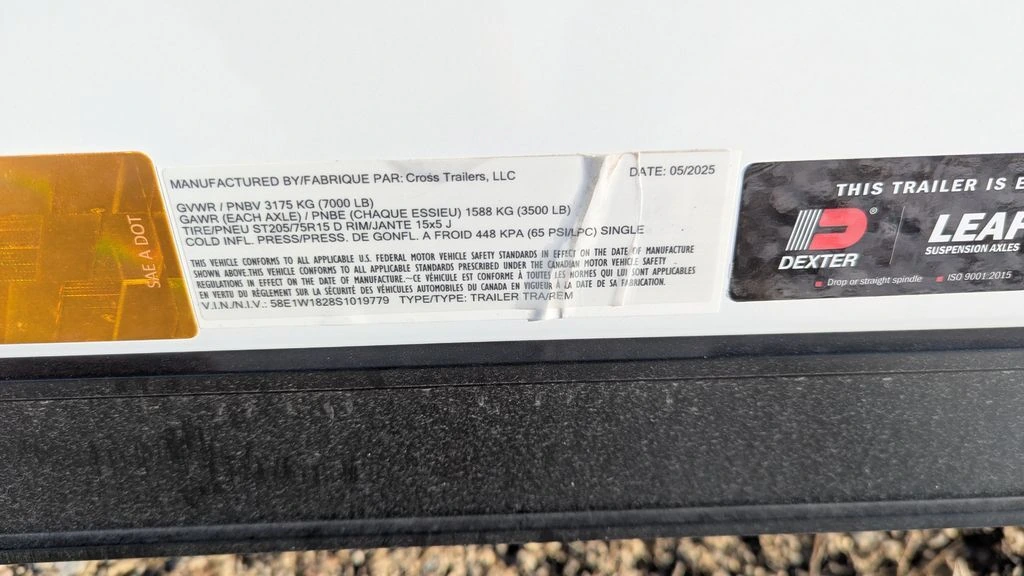 MANUFACTURED BY/FABRIQUE PAR: Cross Trailers, LLC DATE: 05/2025
GVWR / PNBV 3175 KG (7000 LB)
GAWR (EACH AXLE) / PNBE (CHAQUE ESSIEU) 1588 KG (3500 LB)
TIRE/PNEU ST205/75R15 D RIM/JANTE 15x5 J
COLD INFL. PRESS/PRESS. DE GONFL. A FROID 448 KPA (65 PSI/LPC) SINGLE
THIS VEHICLE CONFORMS TO ALL APPLICABLE U.S. FEDERAL MOTOR VEHICLE SAFETY STANDARDS IN EFFECT ON THE DATE OF MANUFACTURE
SHOWN ABOVE.THIS VEHICLE CONFORMS TO ALL APPLICABLE STANDARDS PRESCRIBED UNDER THE CANADIAN MOTOR VEHICLE SAFETY
REGULATIONS IN EFFECT ON THE DATE OF MANUFACTURE.–CE VÉHICULE EST CONFORME À TOUTES LES NORMES QUI LUI SONT APPLICABLES
EN VERTU DU RÈGLEMENT SUR LA SÉCURITÉ DES VÉHICULES AUTOMOBILES DU CANADA EN VIGUEUR À LA DATE DE SA FABRICATION.
V.I.N./N.I.V.: 58E1W1828S1019779 TYPE/TYPE: TRAILER TRA/REM
SAE A DOT
THIS TRAILER IS E
DEXTER®
LEAF
SUSPENSION AXLES
Drop or straight spindle ISO 9001:2015